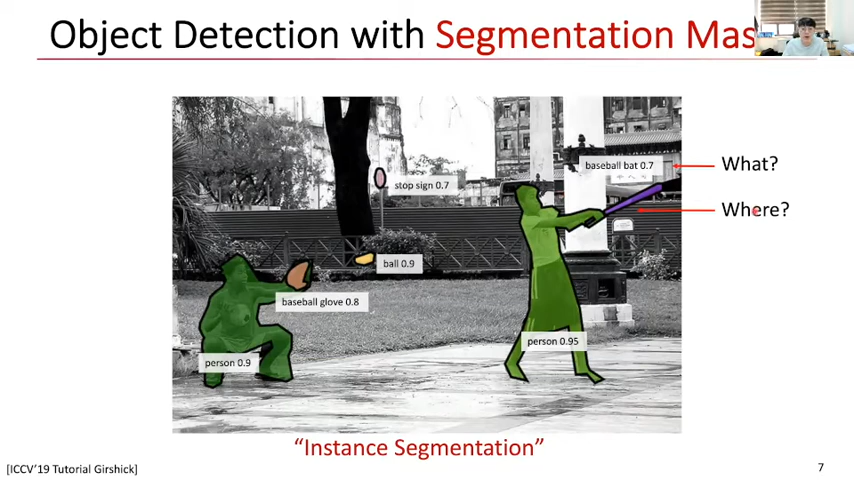 Object Detection with Segmentation Mas
baseball bat 0.7
What?
stop sign 0.7
Where?
ball 0.9
baseball glove 0.8
person 0.95
person 0.9
“Instance Segmentation”
[ICCV’19 Tutorial Girshick]
7